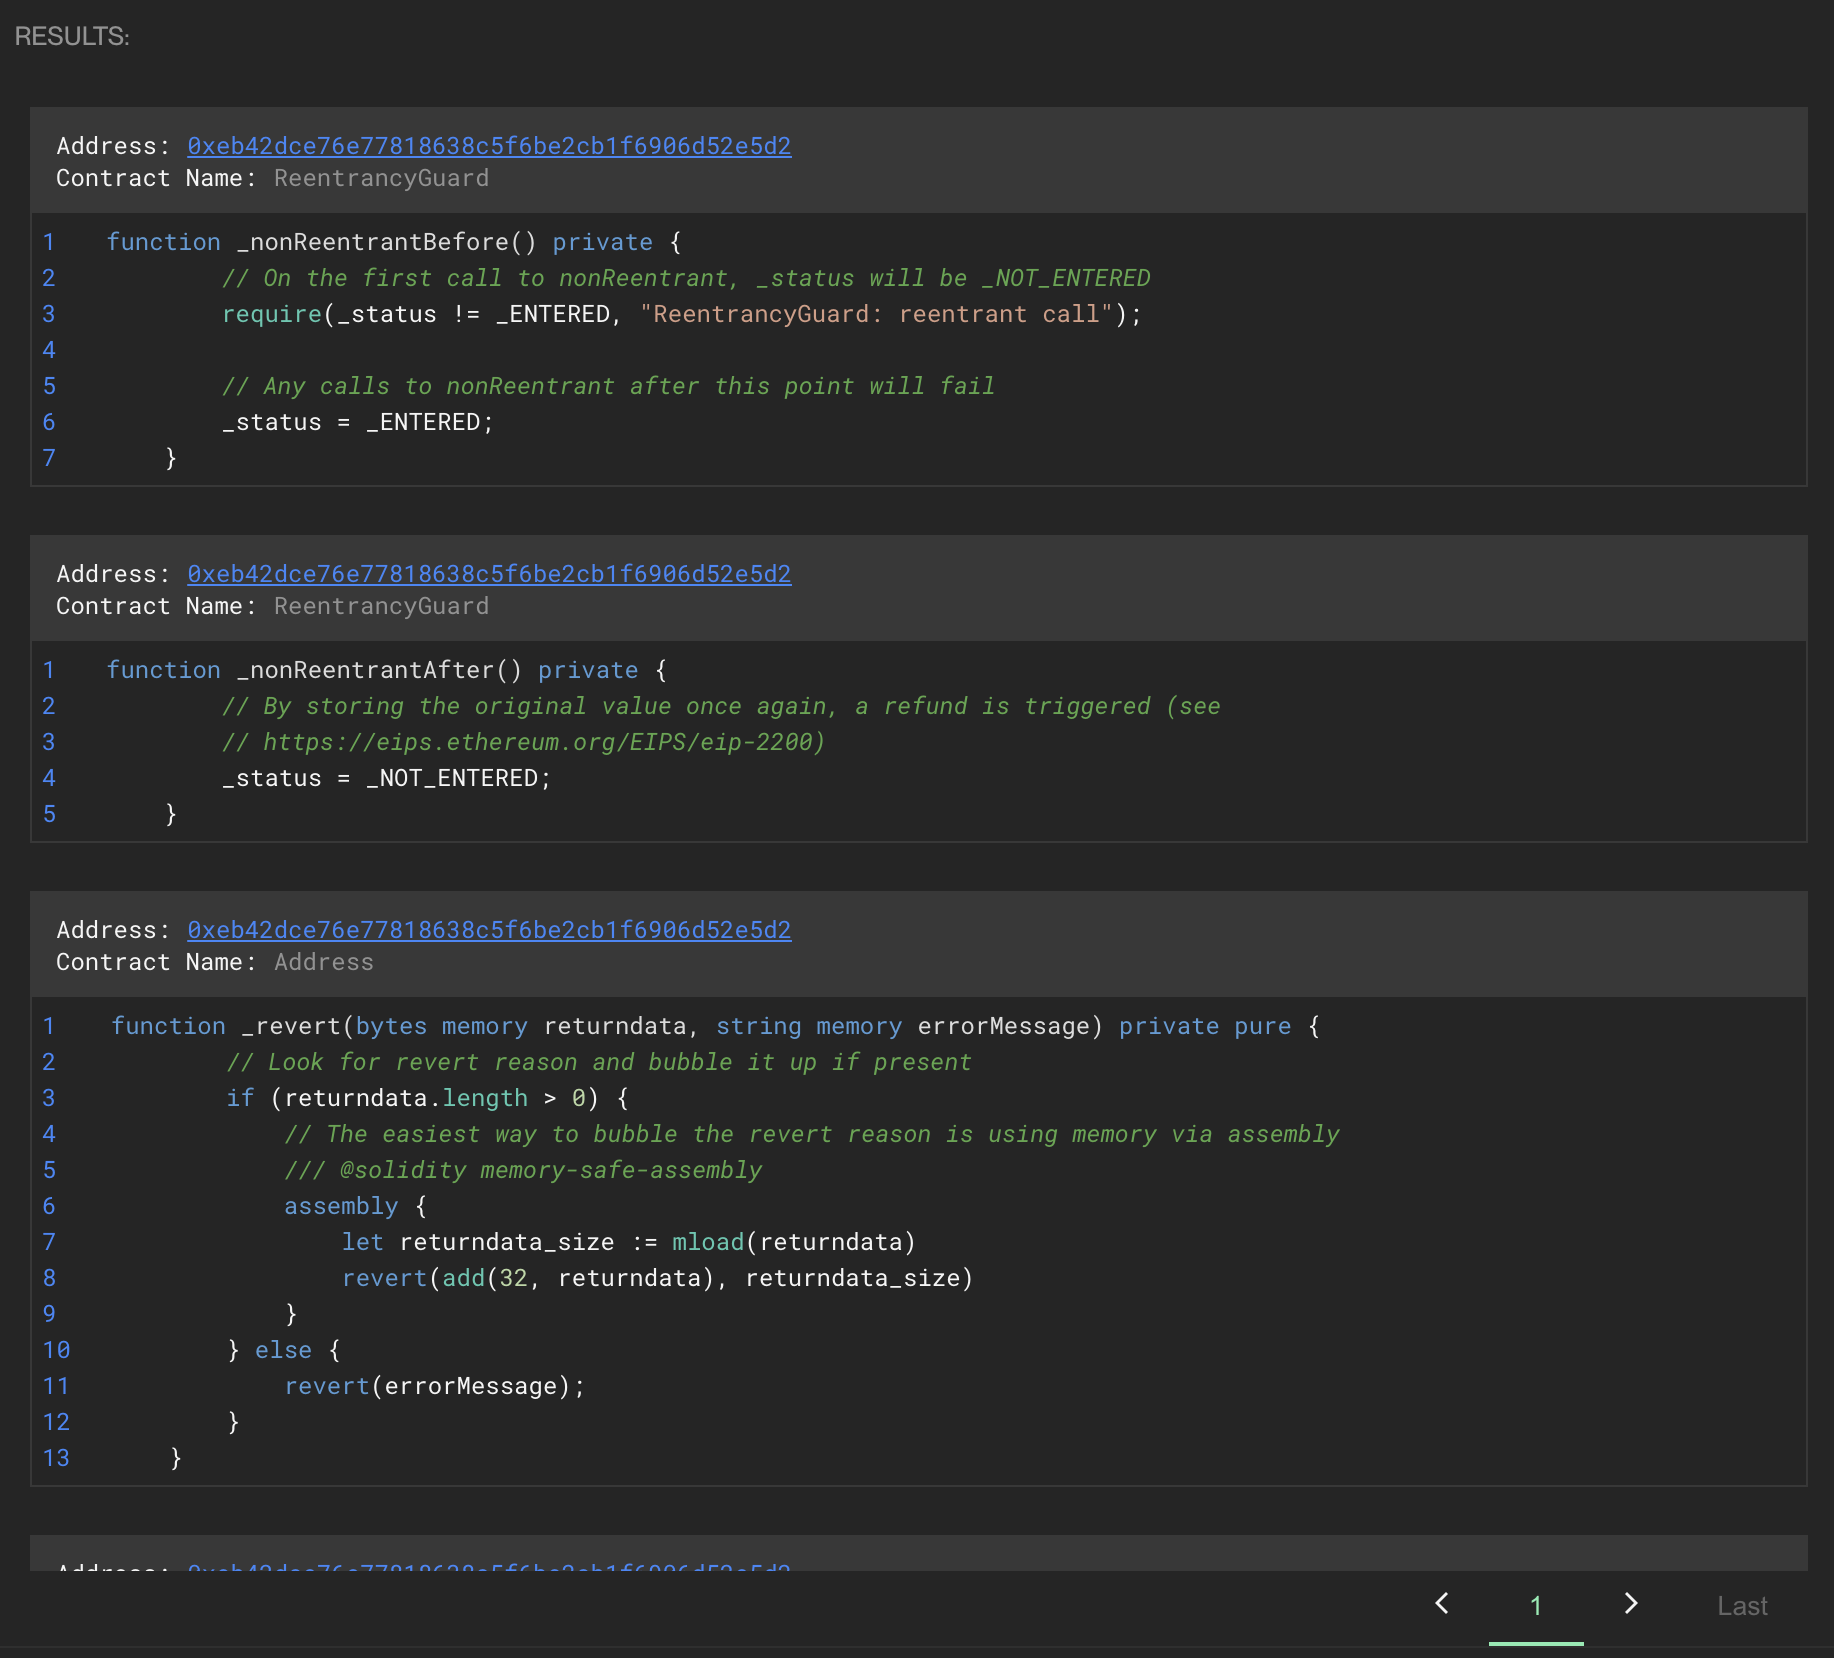 RESULTS:
Address: 0xeb42dce76e77818638c5f6be2cb1f6906d52e5d2
Contract Name: ReentrancyGuard
1 function _nonReentrantBefore() private {
2 // On the first call to nonReentrant, _status will be _NOT_ENTERED
3 require(_status != _ENTERED, "ReentrancyGuard: reentrant call");
4
5 // Any calls to nonReentrant after this point will fail
6 _status = _ENTERED;
7 }
Address: 0xeb42dce76e77818638c5f6be2cb1f6906d52e5d2
Contract Name: ReentrancyGuard
1 function _nonReentrantAfter() private {
2 // By storing the original value once again, a refund is triggered (see
3 // https://eips.ethereum.org/EIPS/eip-2200)
4 _status = _NOT_ENTERED;
5 }
Address: 0xeb42dce76e77818638c5f6be2cb1f6906d52e5d2
Contract Name: Address
1 function _revert(bytes memory returndata, string memory errorMessage) private pure {
2 // Look for revert reason and bubble it up if present
3 if (returndata.length > 0) {
4 // The easiest way to bubble the revert reason is using memory via assembly
5 /// @solidity memory-safe-assembly
6 assembly {
7 let returndata_size := mload(returndata)
8 revert(add(32, returndata), returndata_size)
9 }
10 } else {
11 revert(errorMessage);
12 }
13 }
Address: 0xeb42dce76e77818638c5f6be2cb1f6906d52e5d2
1 Last